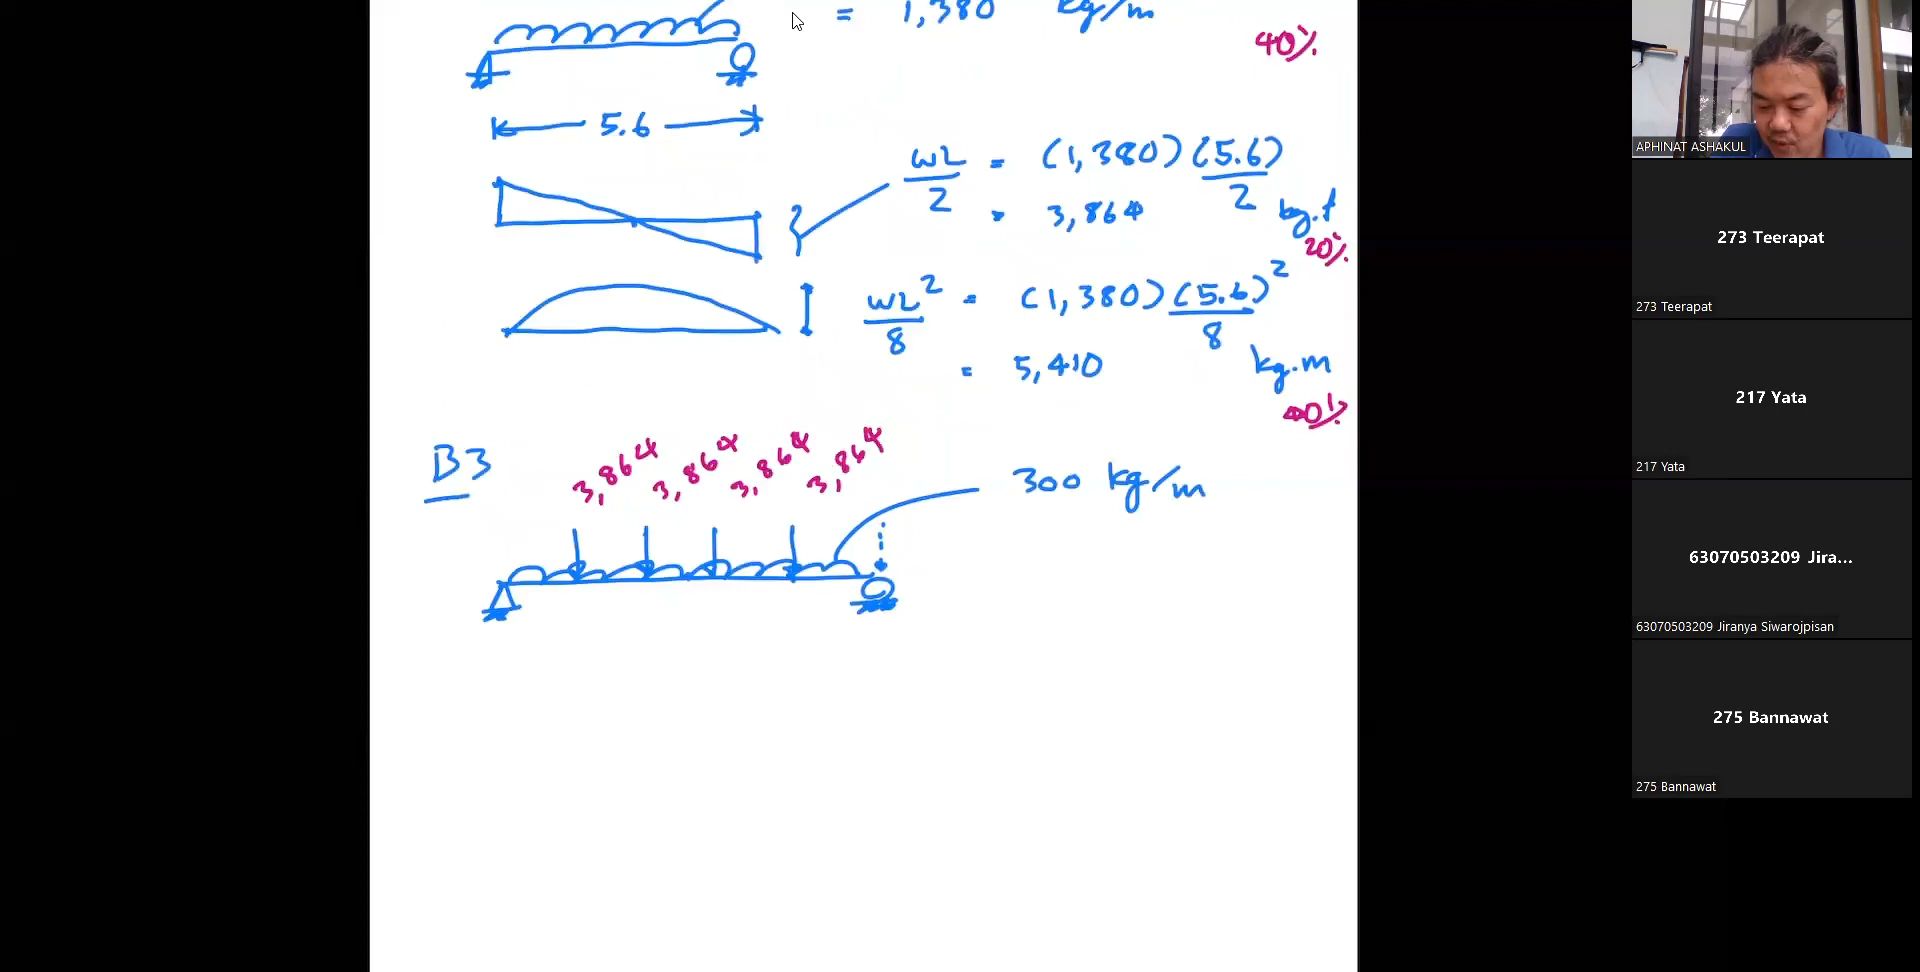 = 1,380 kg/m
40%
5.6
wL/2 = (1,380)(5.6)/2
= 3,864 kg.f
20%
wL²/8 = (1,380)(5.6)²/8
= 5,410 kg.m
40%
B3
3,864 3,864 3,864 3,864
300 kg/m
APHINAT ASHAKUL
273 Teerapat
273 Teerapat
217 Yata
217 Yata
63070503209 Jira...
63070503209 Jiranya Siwarojpisan
275 Bannawat
275 Bannawat